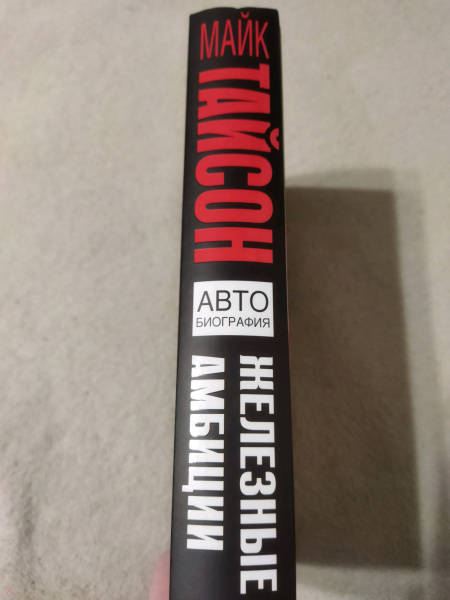 МАЙК
ТАЙСОН
АВТО
БИОГРАФИЯ
ЖЕЛЕЗНЫЕ
АМБИЦИИ